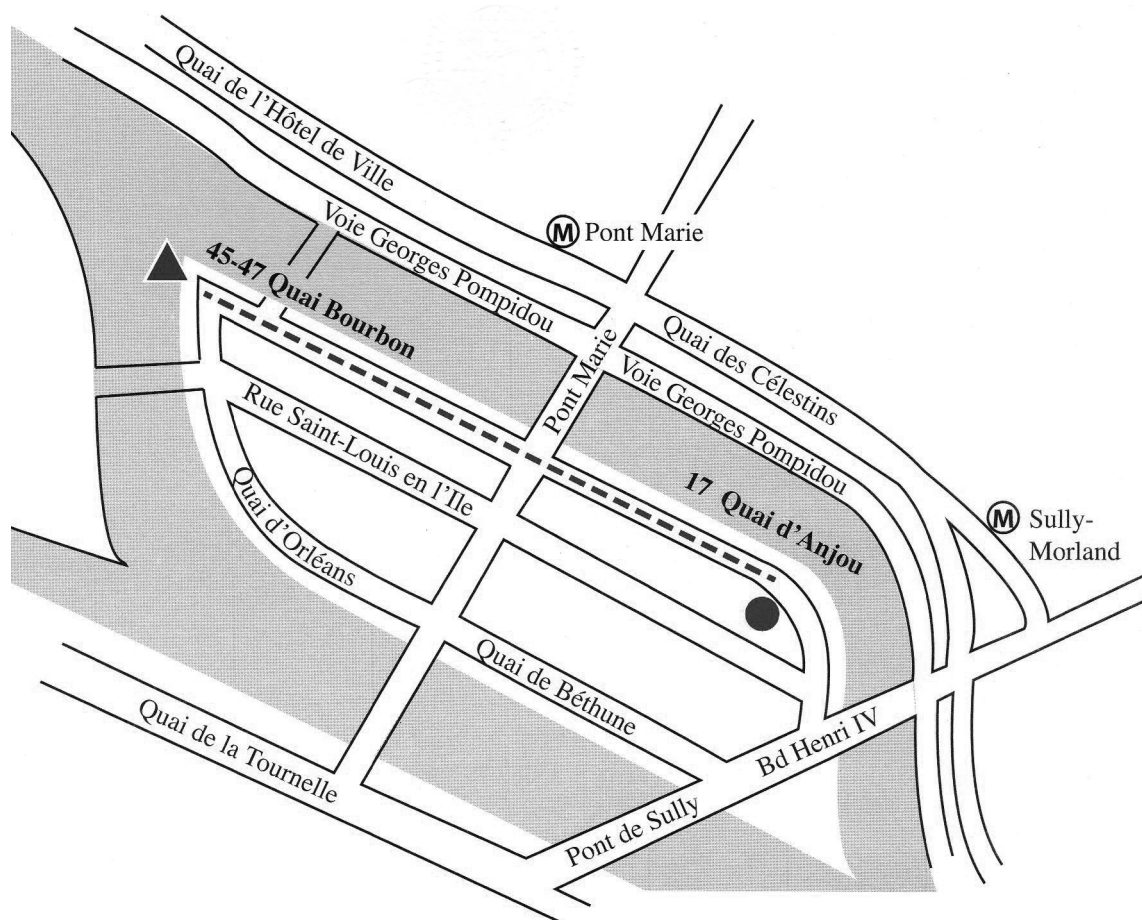 Quai de l'Hôtel de Ville
Voie Georges Pompidou
M Pont Marie
45-47 Quai Bourbon
Pont Marie
Quai des Célestins
Voie Georges Pompidou
Rue Saint-Louis en l'Ile
17 Quai d'Anjou
M Sully-
Morland
Quai d'Orléans
Quai de Béthune
Quai de la Tournelle
Bd Henri IV
Pont de Sully